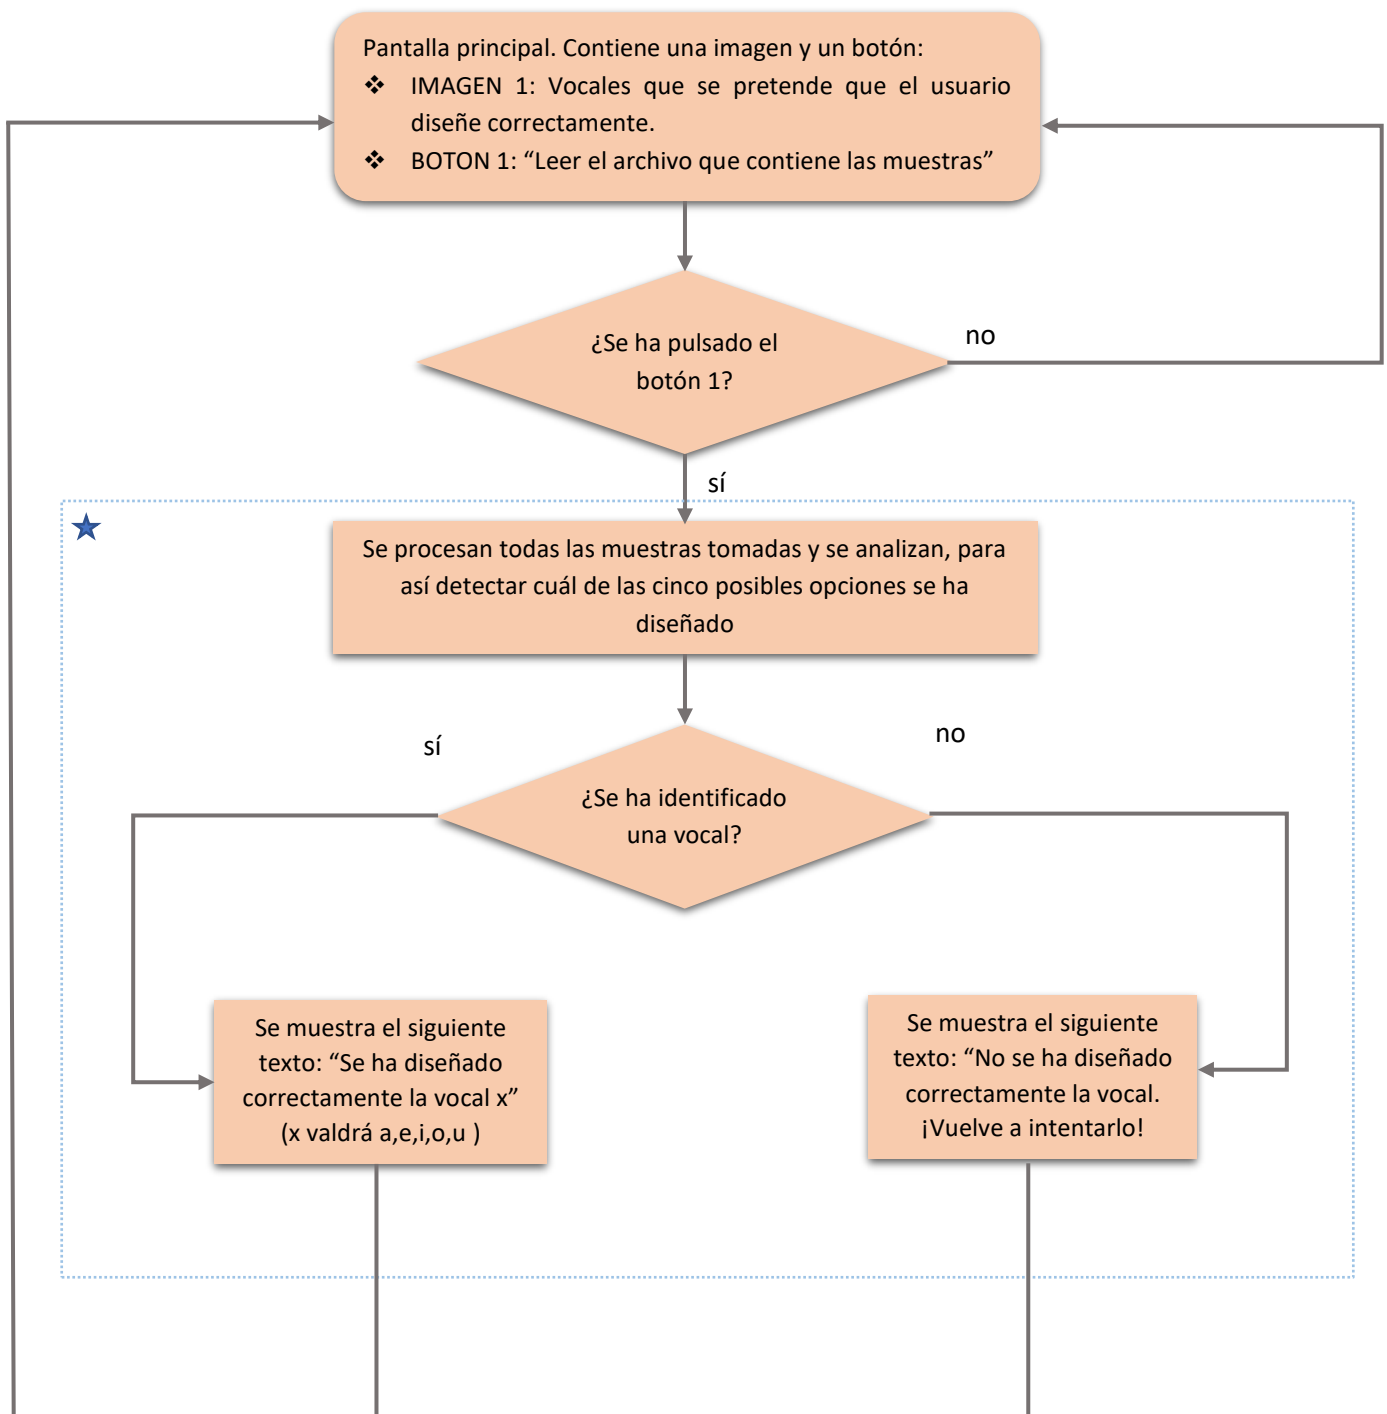 Pantalla principal. Contiene una imagen y un botón:
❖ IMAGEN 1: Vocales que se pretende que el usuario
diseñe correctamente.
❖ BOTON 1: “Leer el archivo que contiene las muestras”
¿Se ha pulsado el
botón 1?
no
sí
Se procesan todas las muestras tomadas y se analizan, para
así detectar cuál de las cinco posibles opciones se ha
diseñado
sí
no
¿Se ha identificado
una vocal?
Se muestra el siguiente
texto: “Se ha diseñado
correctamente la vocal x”
(x valdrá a,e,i,o,u )
Se muestra el siguiente
texto: “No se ha diseñado
correctamente la vocal.
¡Vuelve a intentarlo!